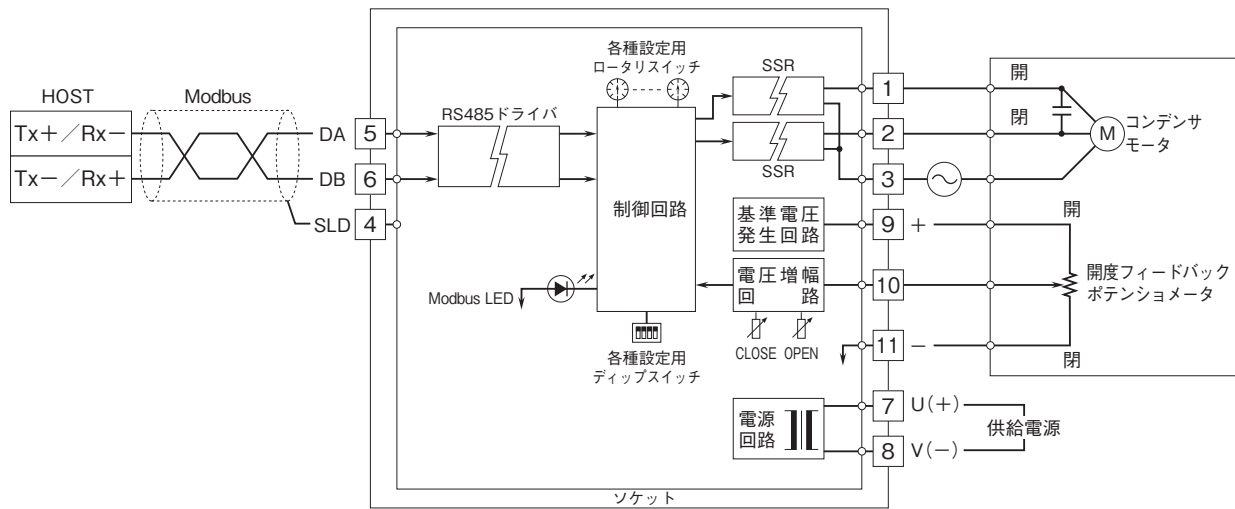 HOST
Modbus
Tx+／Rx−
Tx−／Rx+
DA
DB
SLD
5
6
4
RS485ドライバ
各種設定用
ロータリスイッチ
制御回路
Modbus LED
各種設定用
ディップスイッチ
SSR
SSR
基準電圧
発生回路
電圧増幅
回　　路
CLOSE OPEN
電源
回路
ソケット
1
2
3
9
＋
10
11
−
7
U(＋)
8
V(−)
供給電源
開
閉
M
コンデンサ
モータ
開
開度フィードバック
ポテンショメータ
閉